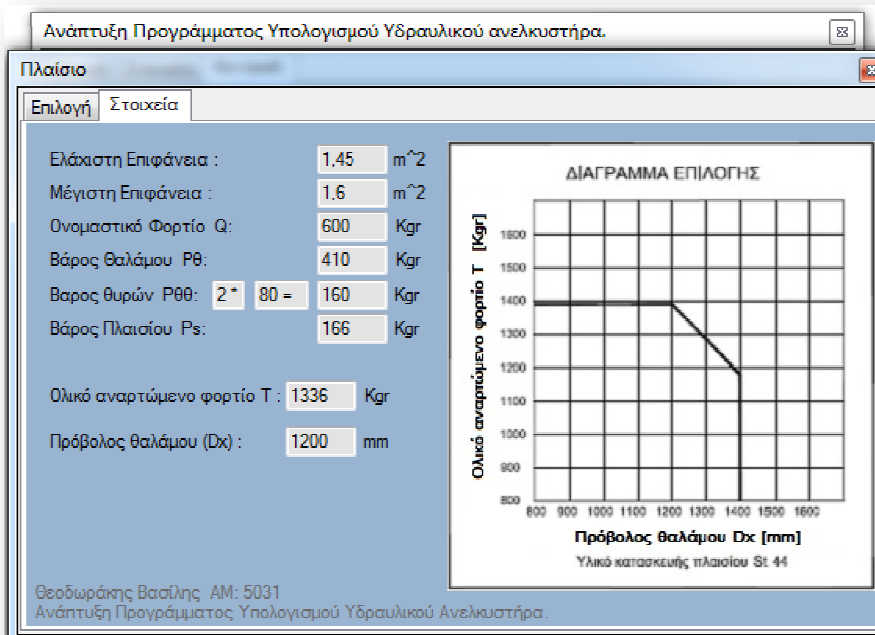 Ανάπτυξη Προγράμματος Υπολογισμού Υδραυλικού ανελκυστήρα.
Πλαίσιο
Επιλογή Στοιχεία
Ελάχιστη Επιφάνεια : 1,45 m^2
Μέγιστη Επιφάνεια : 1,6 m^2
Ονομαστικό Φορτίο Q: 600 Kgr
Βάρος Θαλάμου Pθ: 410 Kgr
Βαρος θυρών Pθθ: 2 * 80 = 160 Kgr
Βάρος Πλαισίου Ps: 166 Kgr
Ολικό αναρτώμενο φορτίο T : 1336 Kgr
Πρόβολος θαλάμου (Dx) : 1200 mm
ΔΙΑΓΡΑΜΜΑ ΕΠΙΛΟΓΗΣ
Ολικό αναρτώμενο φορτίο T [Kgr]
1600
1500
1400
1300
1200
1100
1000
900
800
800 900 1000 1100 1200 1300 1400 1500 1600
Πρόβολος θαλάμου Dx [mm]
Υλικό κατασκευής πλαισίου St 44
Θεοδωράκης Βασίλης ΑΜ: 5031
Ανάπτυξη Προγράμματος Υπολογισμού Υδραυλικού Ανελκυστήρα.